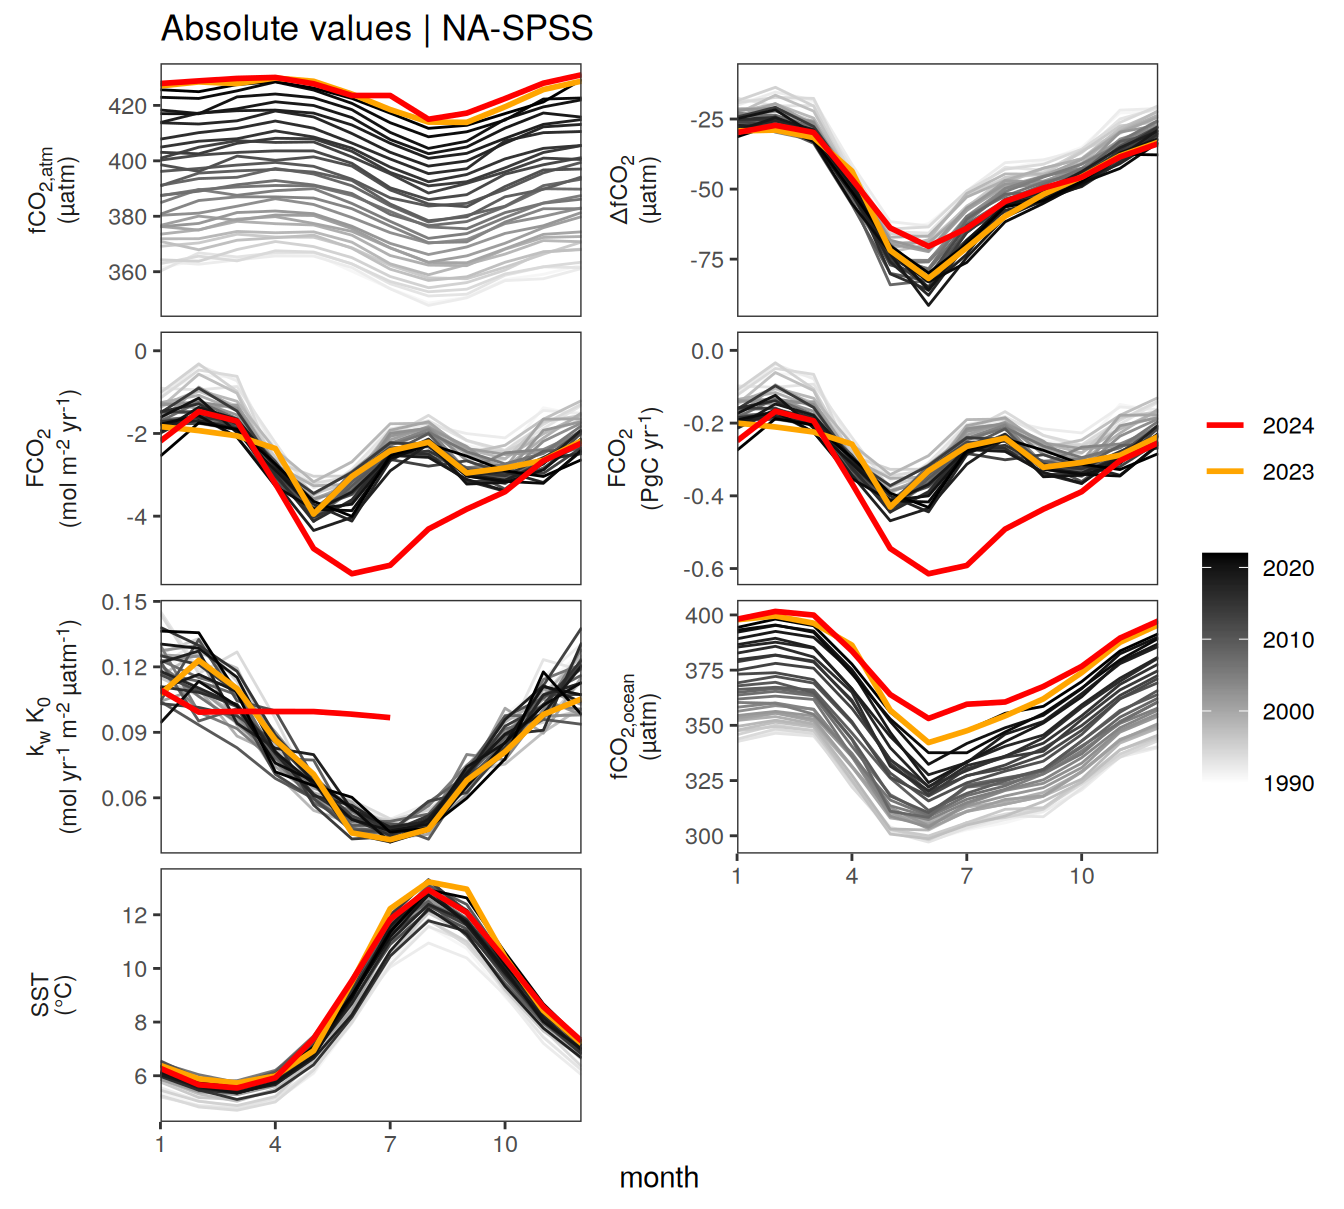 Absolute values | NA-SPSS
fCO2,atm
(µatm)
420
400
380
360
ΔfCO2
(µatm)
-25
-50
-75
FCO2
(mol m-2 yr-1)
0
-2
-4
FCO2
(PgC yr-1)
0.0
-0.2
-0.4
-0.6
kw K0
(mol yr-1 m-2 µatm-1)
0.15
0.12
0.09
0.06
fCO2,ocean
(µatm)
400
375
350
325
300
1 4 7 10
SST
(°C)
12
10
8
6
1 4 7 10
month
2024
2023
2020
2010
2000
1990